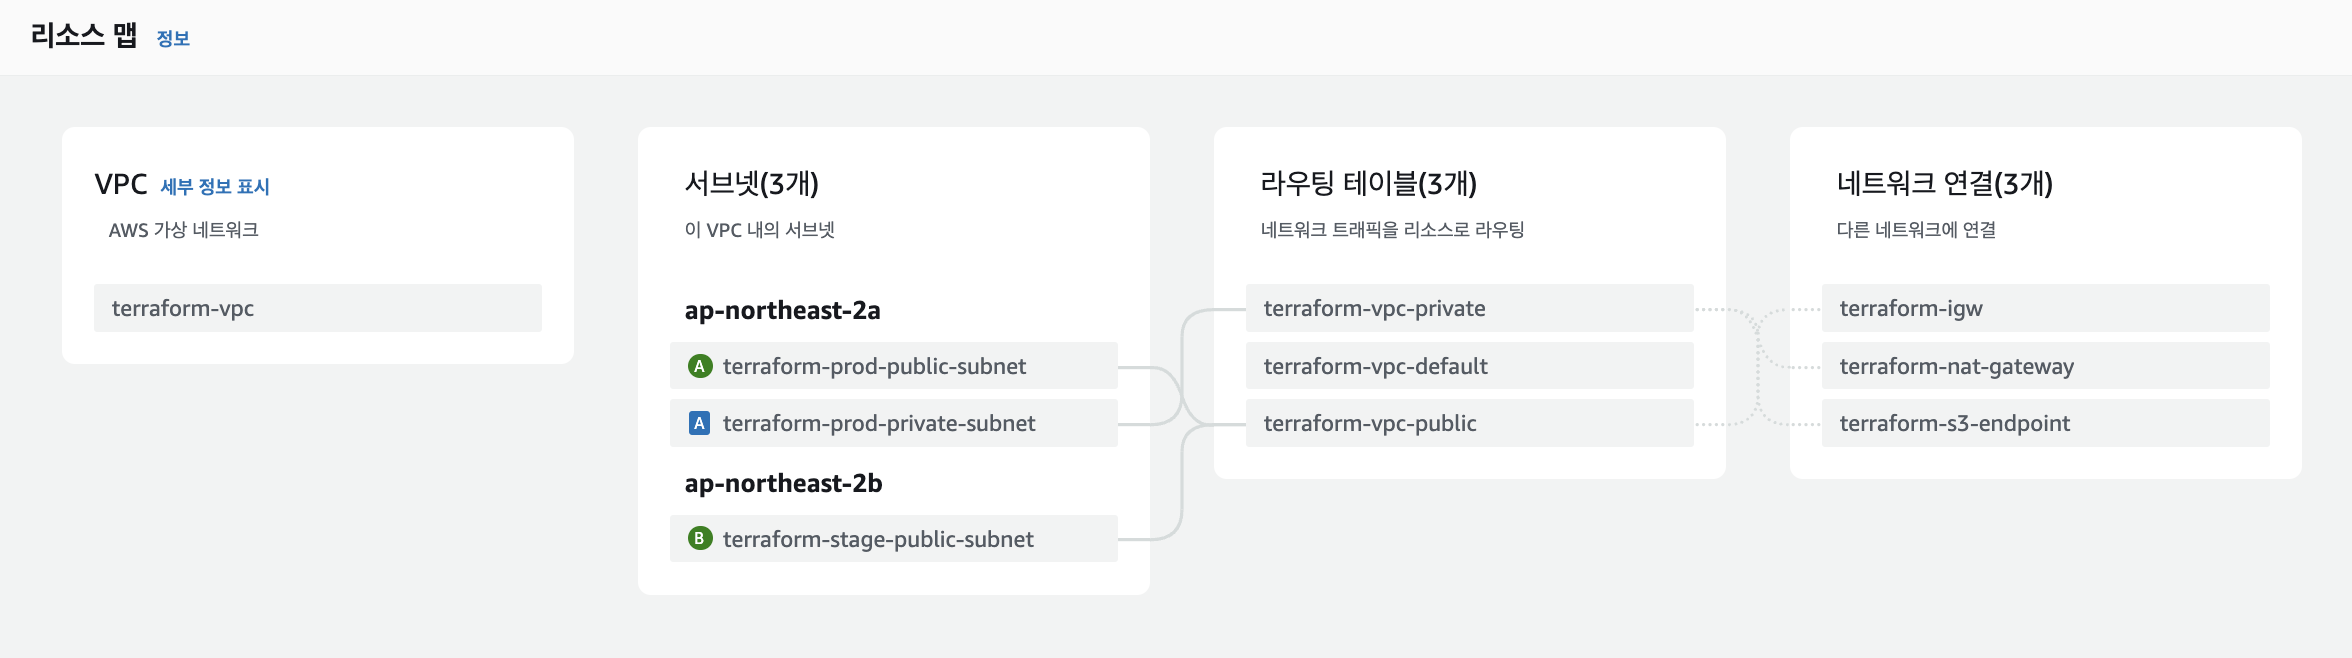 리소스 맵 정보
VPC 세부 정보 표시
AWS 가상 네트워크
terraform-vpc
서브넷(3개)
이 VPC 내의 서브넷
ap-northeast-2a
A terraform-prod-public-subnet
A terraform-prod-private-subnet
ap-northeast-2b
B terraform-stage-public-subnet
라우팅 테이블(3개)
네트워크 트래픽을 리소스로 라우팅
terraform-vpc-private
terraform-vpc-default
terraform-vpc-public
네트워크 연결(3개)
다른 네트워크에 연결
terraform-igw
terraform-nat-gateway
terraform-s3-endpoint